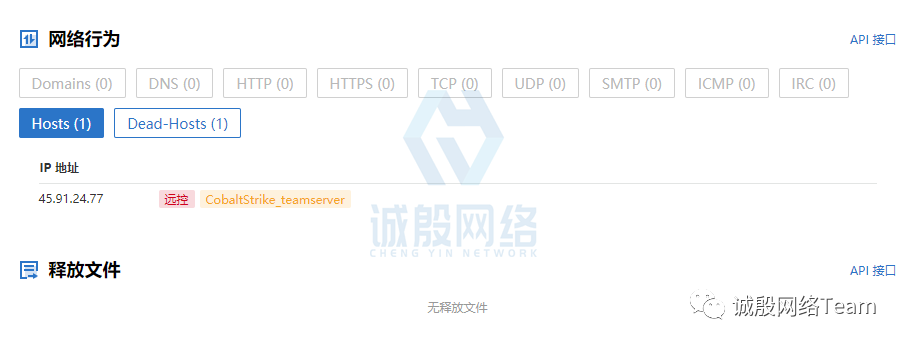 网络行为
API 接口
Domains (0) DNS (0) HTTP (0) HTTPS (0) TCP (0) UDP (0) SMTP (0) ICMP (0) IRC (0)
Hosts (1) Dead-Hosts (1)
IP 地址
45.91.24.77 远控 CobaltStrike_teamserver
诚殷网络
CHENG YIN NETWORK
释放文件
API 接口
无释放文件
诚殷网络Team